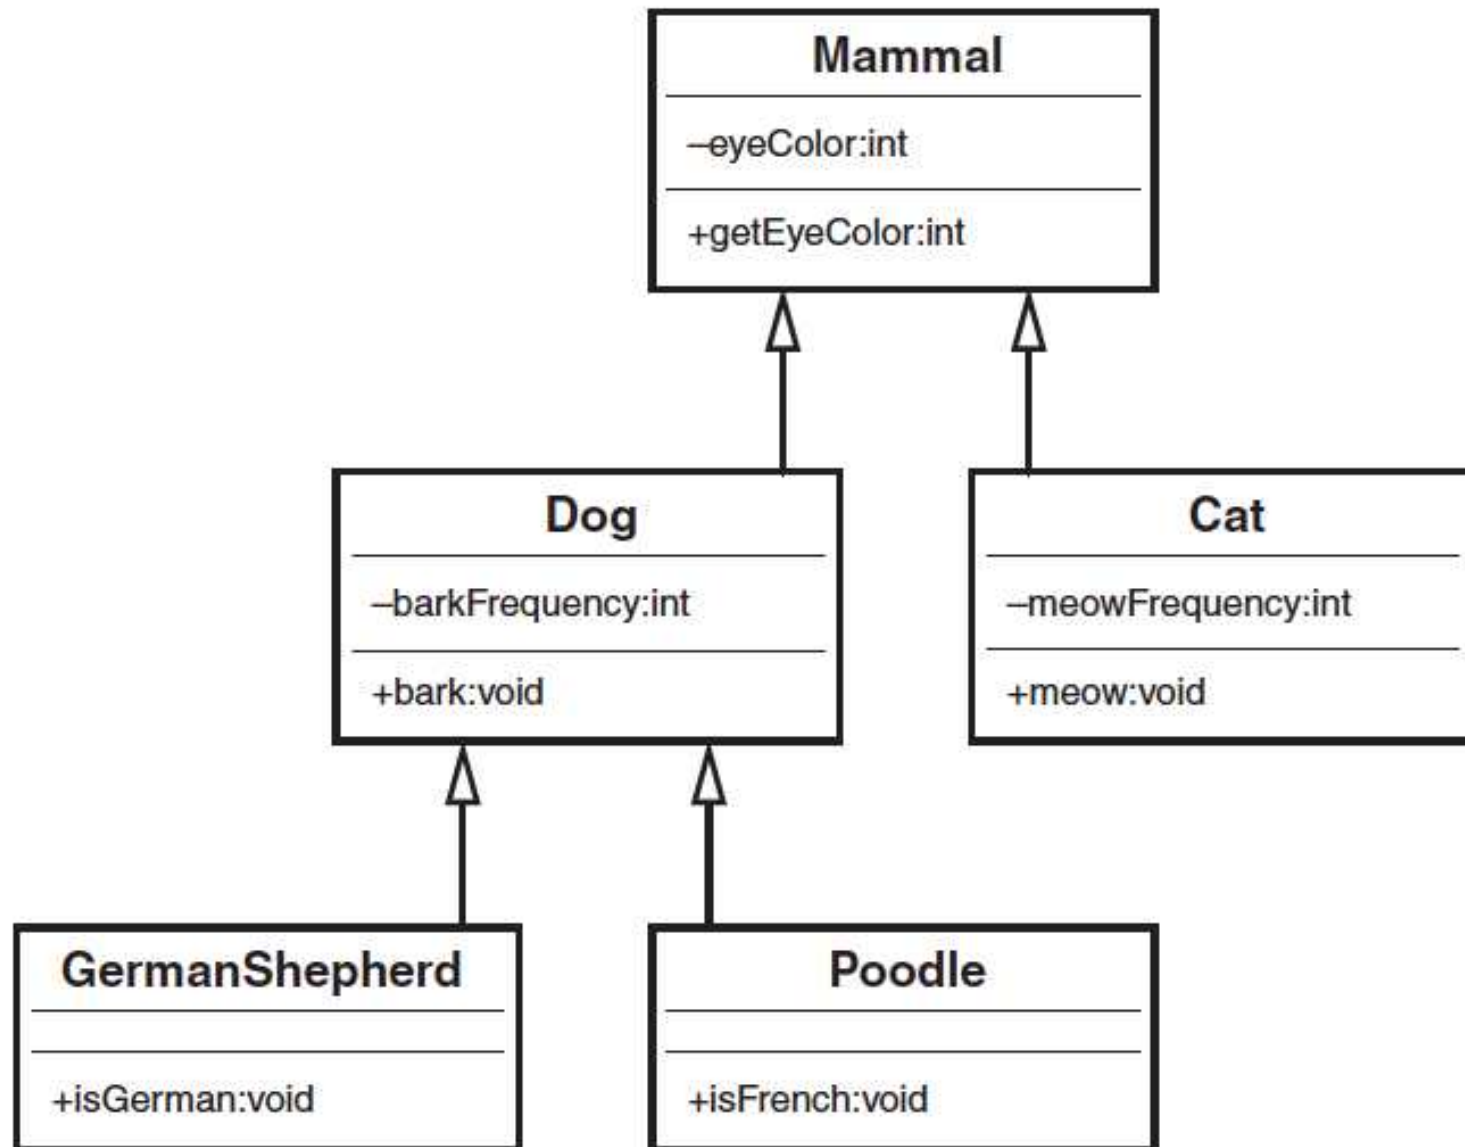 Mammal
–eyeColor:int
+getEyeColor:int
Dog
–barkFrequency:int
+bark:void
Cat
–meowFrequency:int
+meow:void
GermanShepherd
+isGerman:void
Poodle
+isFrench:void